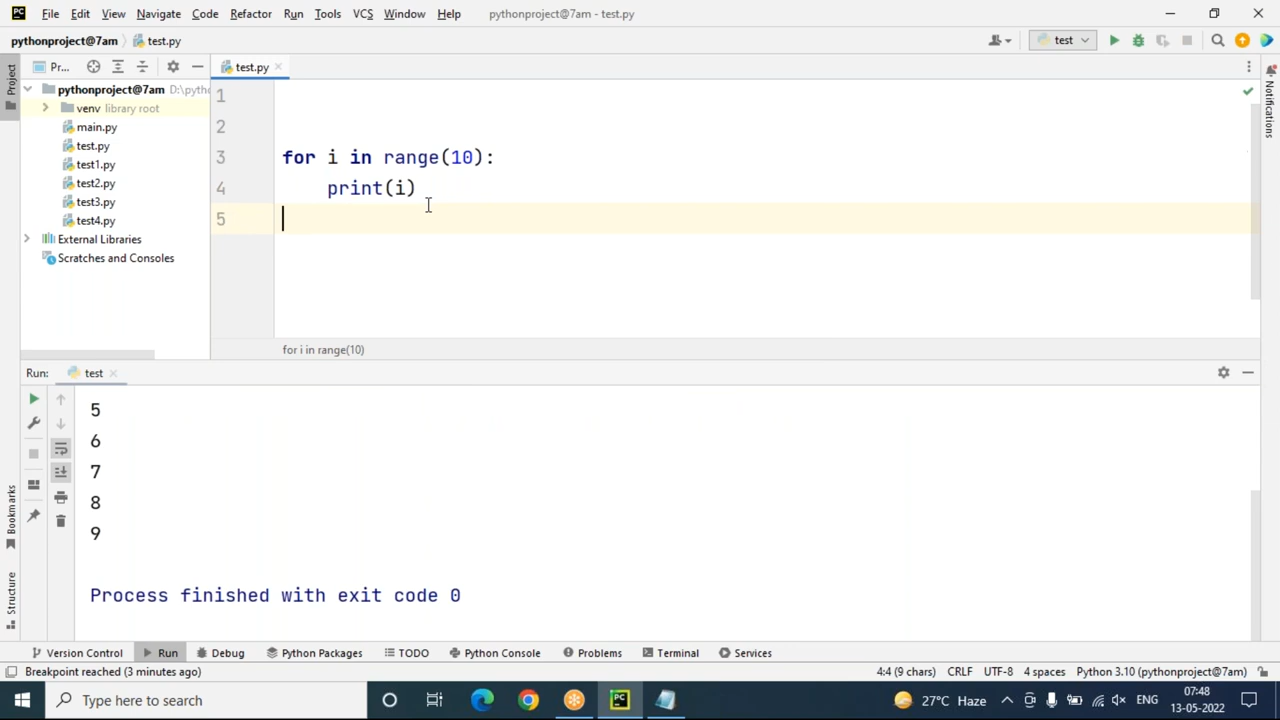 File Edit View Navigate Code Refactor Run Tools VCS Window Help pythonproject@7am - test.py
pythonproject@7am test.py test
Project
Pr...
test.py
pythonproject@7am D:\pytho
venv library root
main.py
test.py
test1.py
test2.py
test3.py
test4.py
External Libraries
Scratches and Consoles
1
2
3 for i in range(10):
4 print(i)
5
for i in range(10)
Notifications
Run: test
5
6
7
8
9
Process finished with exit code 0
Bookmarks
Structure
Version Control Run Debug Python Packages TODO Python Console Problems Terminal Services
Breakpoint reached (3 minutes ago) 4:4 (9 chars) CRLF UTF-8 4 spaces Python 3.10 (pythonproject@7am)
Type here to search PC 27°C Haze ENG 07:48
13-05-2022